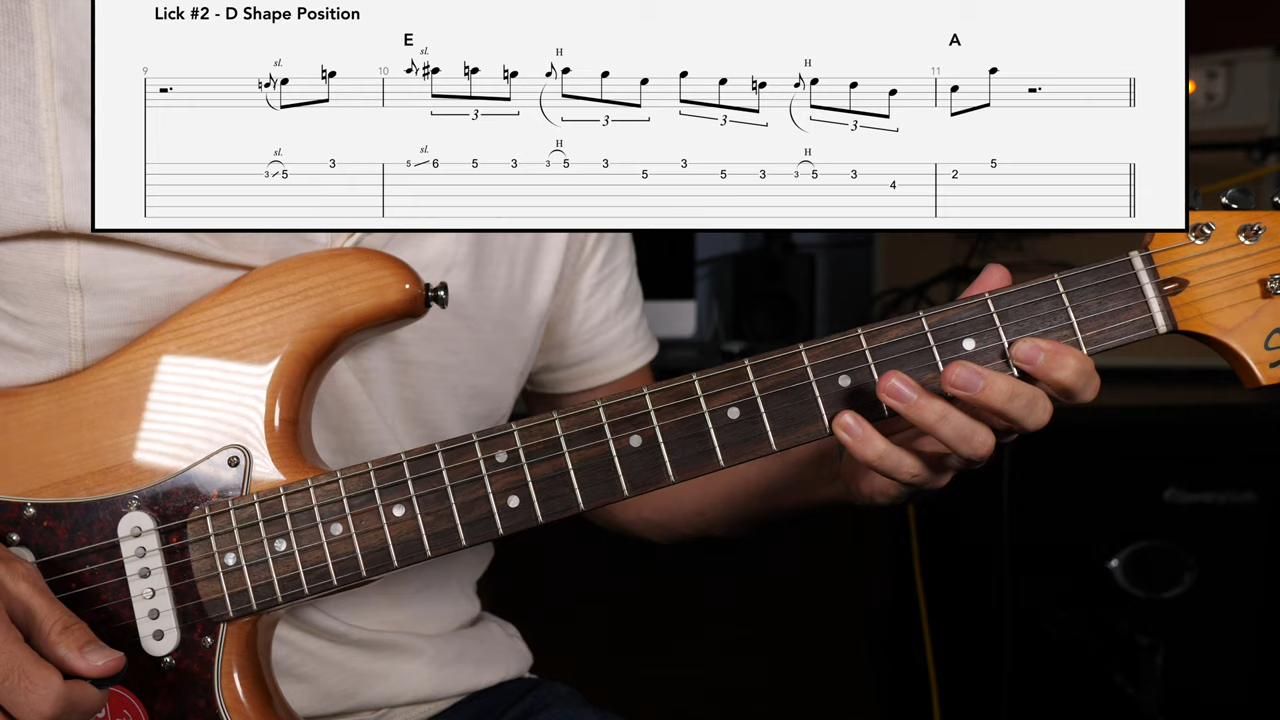 Lick #2 - D Shape Position
E A
sl. sl. H H
9 10 11
3 3 3 3
sl. sl. H H
3 5 3 5 6 5 3 3 5 3 5 3 5 3 3 5 3 4 2 5